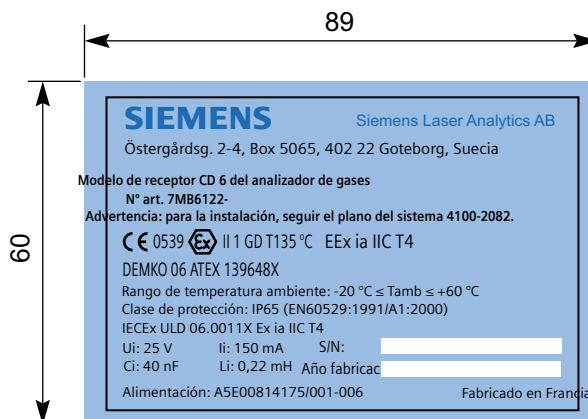 89
60
SIEMENS Siemens Laser Analytics AB
Östergårdsg. 2-4, Box 5065, 402 22 Goteborg, Suecia
Modelo de receptor CD 6 del analizador de gases
N° art. 7MB6122-
Advertencia: para la instalación, seguir el plano del sistema 4100-2082.
CE 0539 Ex II 1 GD T135 °C EEx ia IIC T4
DEMKO 06 ATEX 139648X
Rango de temperatura ambiente: -20 °C ≤ Tamb ≤ +60 °C
Clase de protección: IP65 (EN60529:1991/A1:2000)
IECEx ULD 06.0011X Ex ia IIC T4
Ui: 25 V Ii: 150 mA S/N:
Ci: 40 nF Li: 0,22 mH Año fabricac
Alimentación: A5E00814175/001-006 Fabricado en Francia